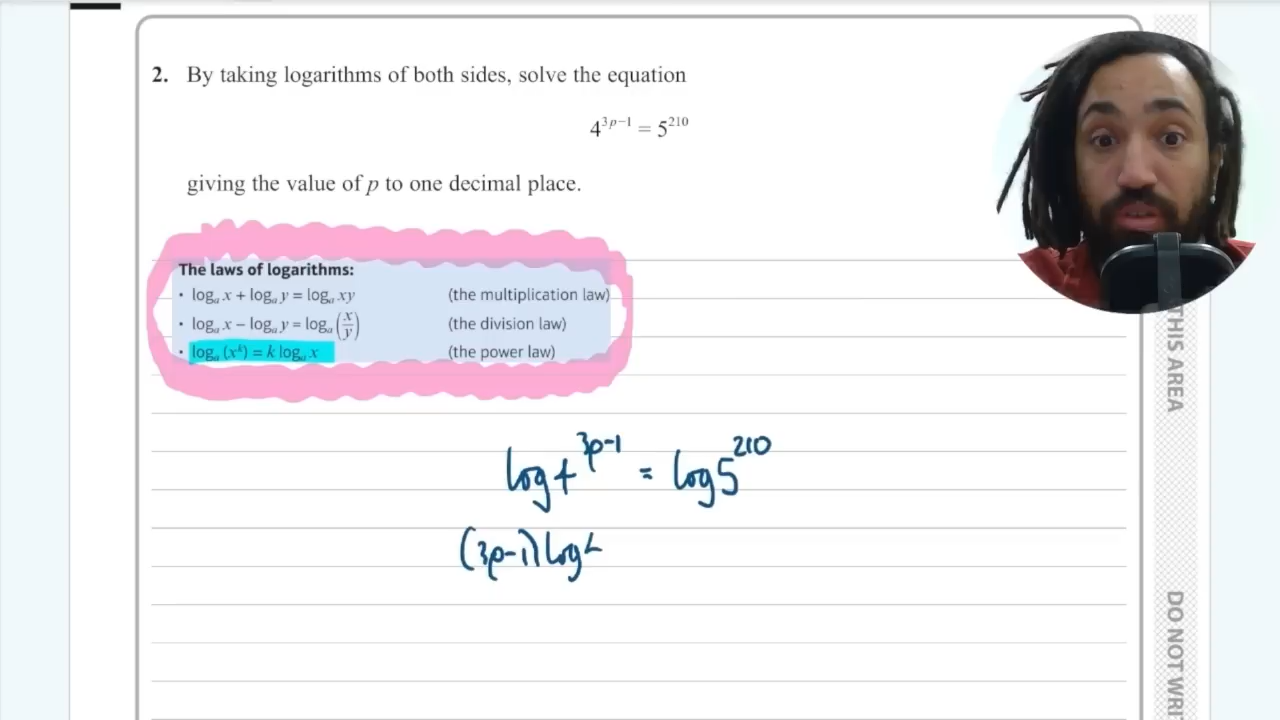 2. By taking logarithms of both sides, solve the equation
4^{3p−1} = 5^{210}
giving the value of p to one decimal place.
The laws of logarithms:
• logₐ x + logₐ y = logₐ xy (the multiplication law)
• logₐ x − logₐ y = logₐ (x/y) (the division law)
• logₐ (x^k) = k logₐ x (the power law)
log 4^{3p-1} = log 5^{210}
(3p-1) log
THIS AREA
DO NOT WRI